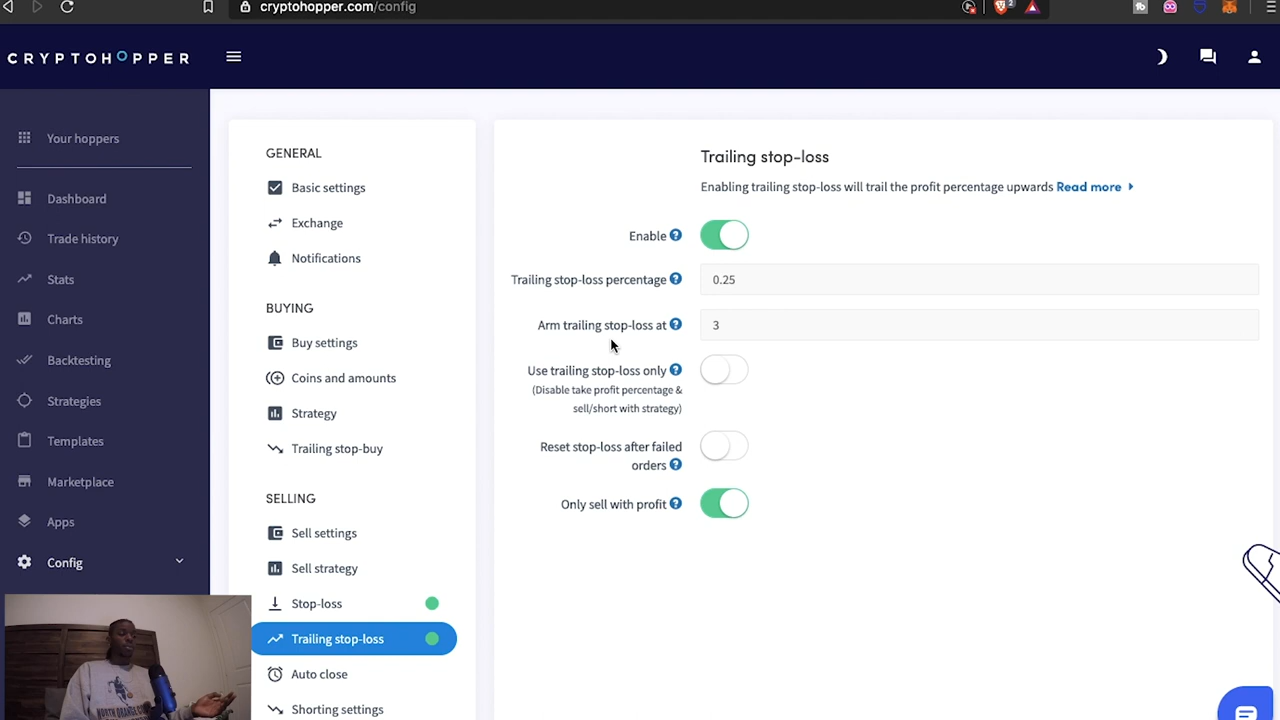 cryptohopper.com/config
2
CRYPTOHOPPER
Your hoppers
Dashboard
Trade history
Stats
Charts
Backtesting
Strategies
Templates
Marketplace
Apps
Config
GENERAL
Basic settings
Exchange
Notifications
BUYING
Buy settings
Coins and amounts
Strategy
Trailing stop-buy
SELLING
Sell settings
Sell strategy
Stop-loss
Trailing stop-loss
Auto close
Shorting settings
Trailing stop-loss
Enabling trailing stop-loss will trail the profit percentage upwards Read more
Enable ?
Trailing stop-loss percentage ? 0.25
Arm trailing stop-loss at ? 3
Use trailing stop-loss only ?
(Disable take profit percentage &
sell/short with strategy)
Reset stop-loss after failed
orders ?
Only sell with profit ?